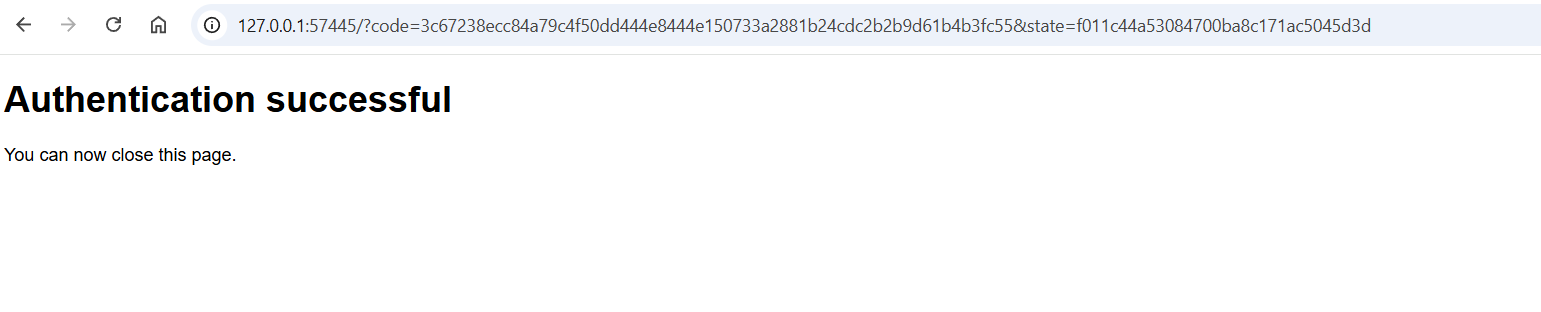 127.0.0.1:57445/?code=3c67238ecc84a79c4f50dd444e8444e150733a2881b24cdc2b2b9d61b4b3fc55&state=f011c44a53084700ba8c171ac5045d3d
Authentication successful
You can now close this page.